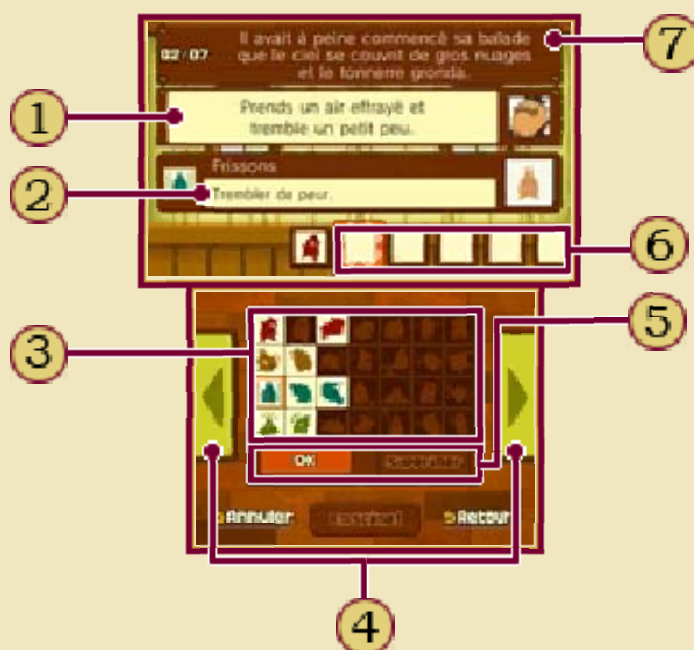 02/07
Il avait à peine commencé sa balade
que le ciel se couvrit de gros nuages
et le tonnerre gronda.
7
1
Prends un air effrayé et
tremble un petit peu.
Frissons
2
Trembler de peur.
6
5
3
OK
Annuler
Retour
4